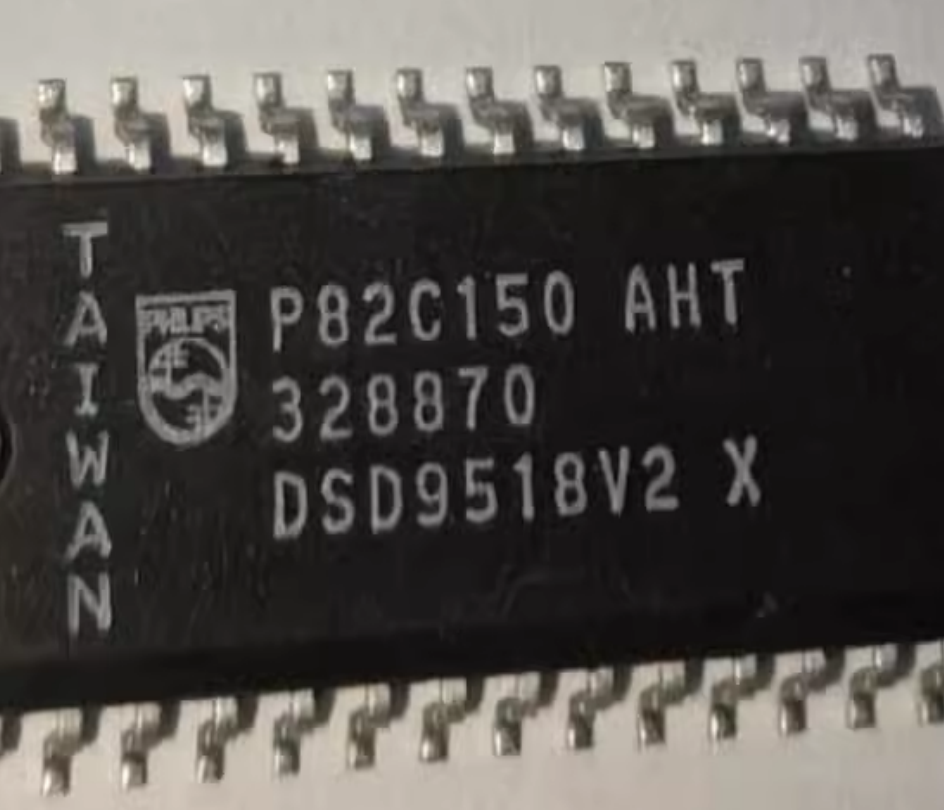 TAIWAN
PHILIPS
P82C150 AHT
328870
DSD9518V2 X